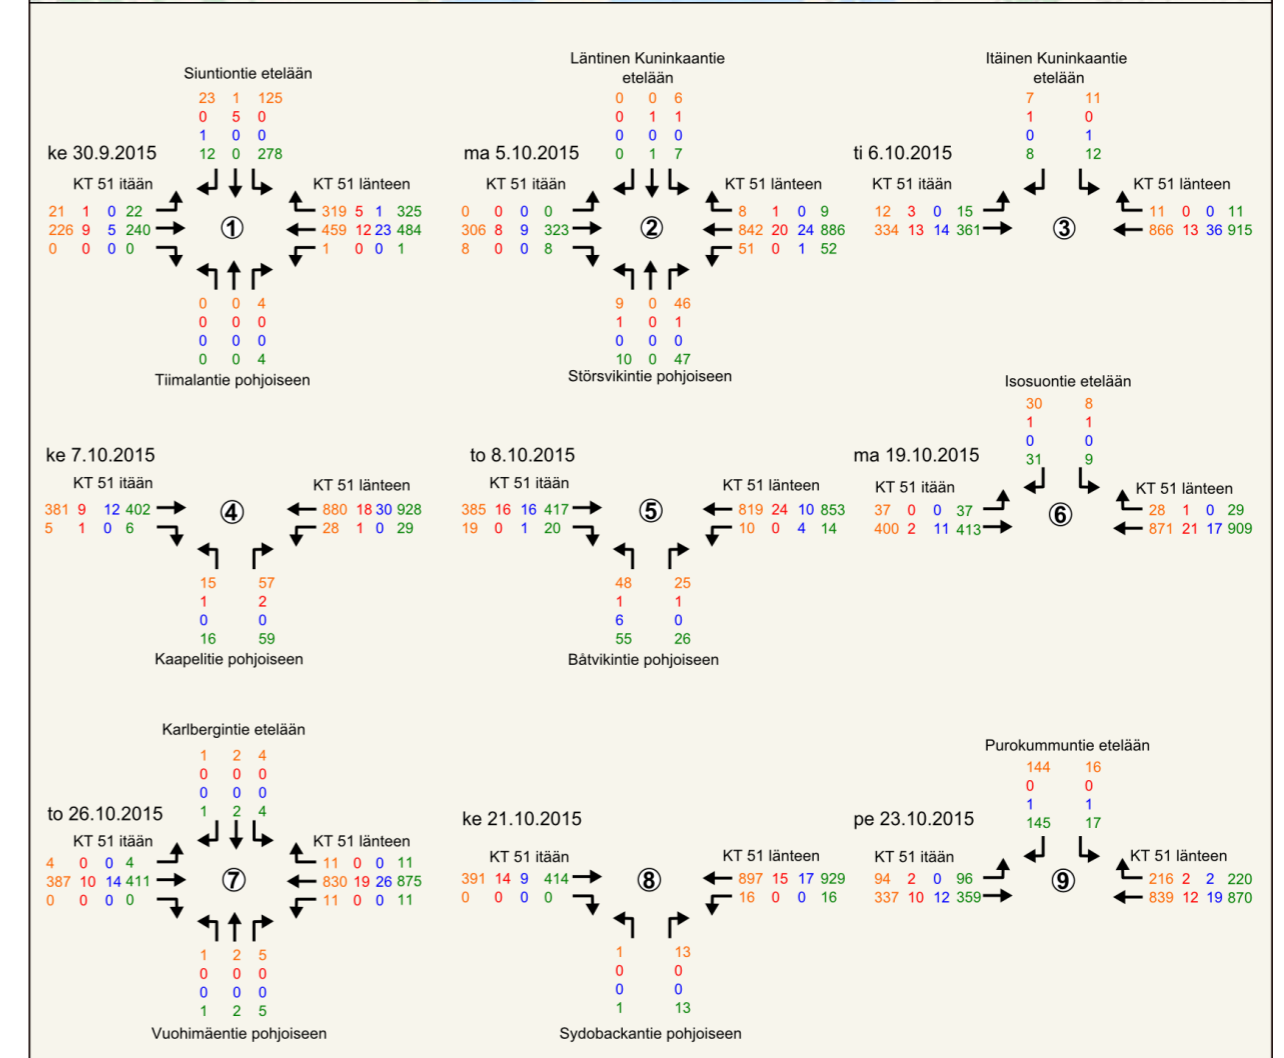 Siuntiontie etelään
23 1 125
0 5 0
1 0 0
12 0 278
ke 30.9.2015
KT 51 itään
21 1 0 22
226 9 5 240
0 0 0 0
KT 51 länteen
319 5 1 325
459 12 23 484
1 0 0 1
1
0 0 4
0 0 0
0 0 0
0 0 4
Tiimalantie pohjoiseen
Läntinen Kuninkaantie
etelään
0 0 6
0 1 1
0 0 0
0 1 7
ma 5.10.2015
KT 51 itään
0 0 0 0
306 8 9 323
8 0 0 8
KT 51 länteen
8 1 0 9
842 20 24 886
51 0 1 52
2
9 0 46
1 0 1
0 0 0
10 0 47
Störsvikintie pohjoiseen
Itäinen Kuninkaantie
etelään
7 11
1 0
0 1
8 12
ti 6.10.2015
KT 51 itään
12 3 0 15
334 13 14 361
KT 51 länteen
11 0 0 11
866 13 36 915
3
ke 7.10.2015
KT 51 itään
381 9 12 402
5 1 0 6
KT 51 länteen
880 18 30 928
28 1 0 29
4
15 57
1 2
0 0
16 59
Kaapelitie pohjoiseen
to 8.10.2015
KT 51 itään
385 16 16 417
19 0 1 20
KT 51 länteen
819 24 10 853
10 0 4 14
5
48 25
1 1
6 0
55 26
Båtvikintie pohjoiseen
Isosuontie etelään
30 8
1 1
0 0
31 9
ma 19.10.2015
KT 51 itään
37 0 0 37
400 2 11 413
KT 51 länteen
28 1 0 29
871 21 17 909
6
Karlbergintie etelään
1 2 4
0 0 0
0 0 0
1 2 4
to 26.10.2015
KT 51 itään
4 0 0 4
387 10 14 411
0 0 0 0
KT 51 länteen
11 0 0 11
830 19 26 875
11 0 0 11
7
1 2 5
0 0 0
0 0 0
1 2 5
Vuohimäentie pohjoiseen
ke 21.10.2015
KT 51 itään
391 14 9 414
0 0 0 0
KT 51 länteen
897 15 17 929
16 0 0 16
8
1 13
0 0
0 0
1 13
Sydobackantie pohjoiseen
Purokummuntie etelään
144 16
0 0
1 1
145 17
pe 23.10.2015
KT 51 itään
94 2 0 96
337 10 12 359
KT 51 länteen
216 2 2 220
839 12 19 870
9